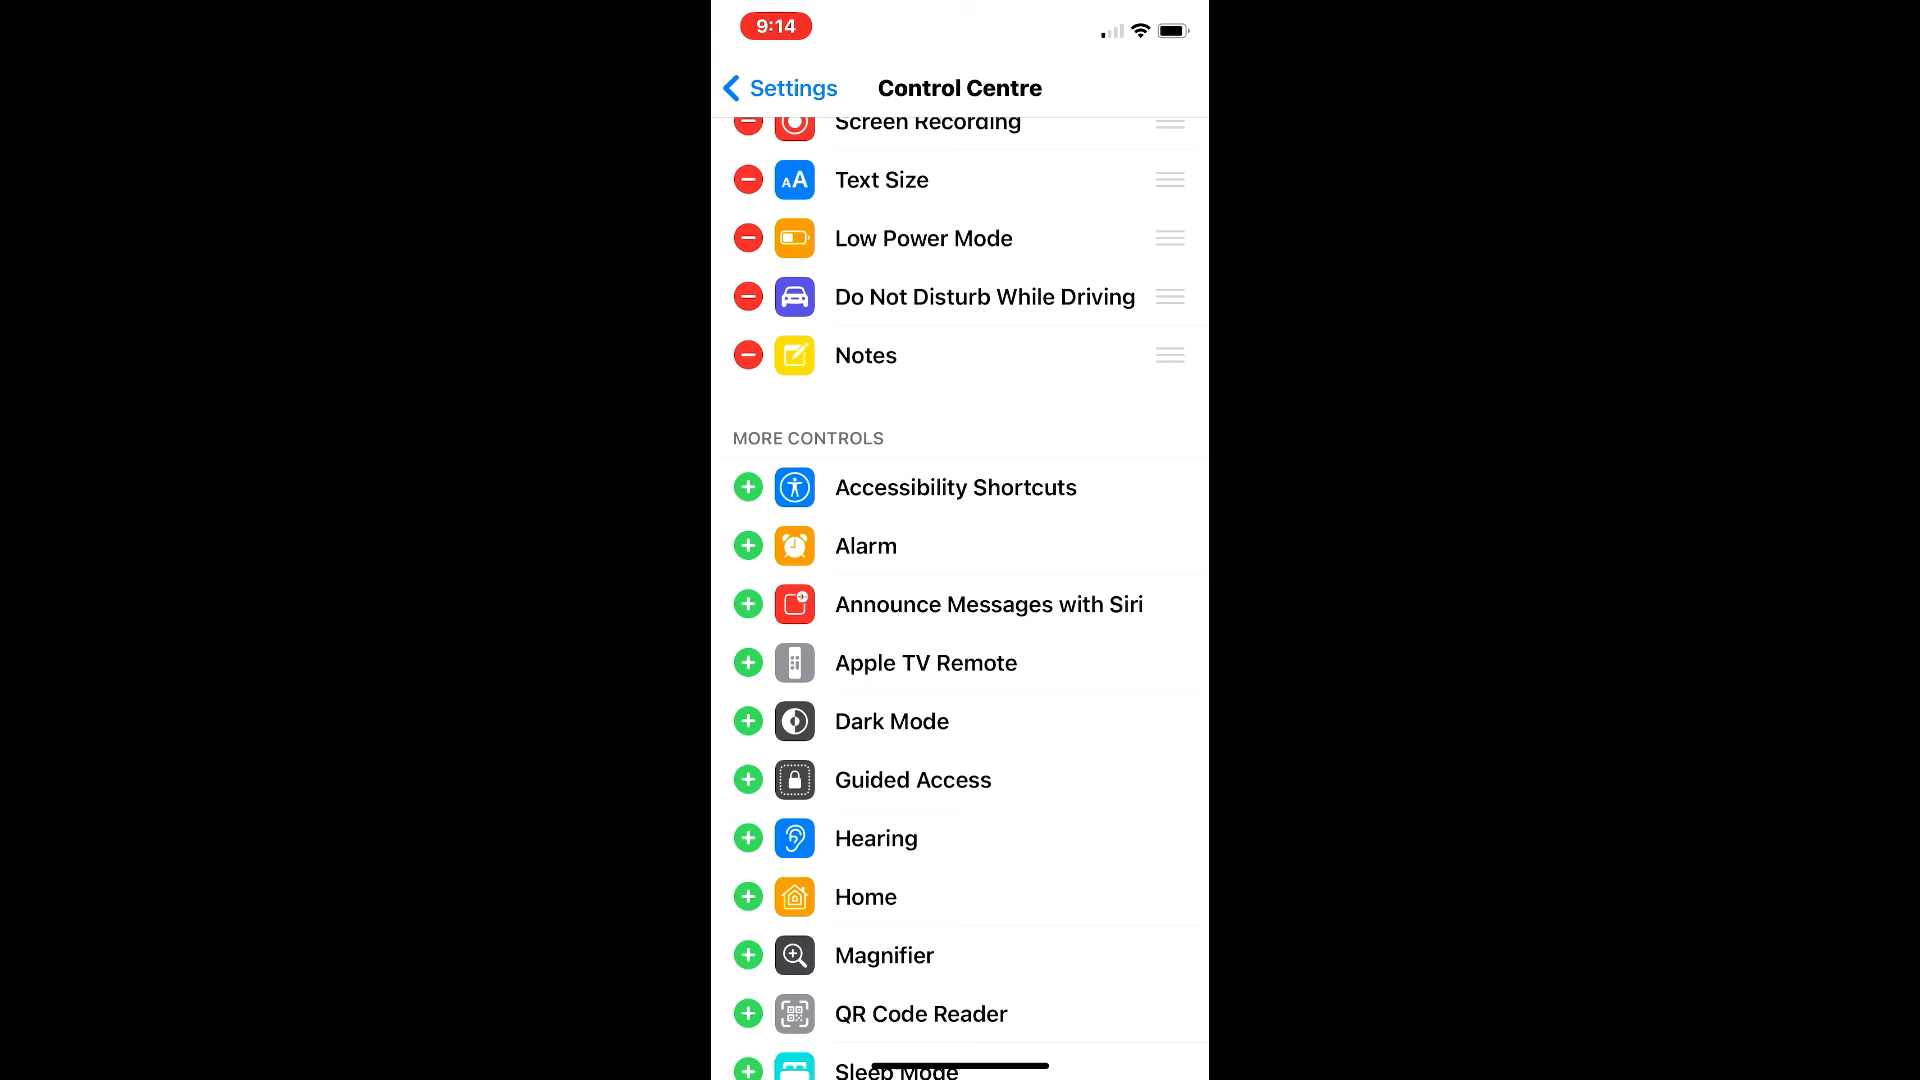 9:14
Settings
Control Centre
Screen Recording
AA
Text Size
Low Power Mode
Do Not Disturb While Driving
Notes
MORE CONTROLS
Accessibility Shortcuts
Alarm
Announce Messages with Siri
Apple TV Remote
Dark Mode
Guided Access
Hearing
Home
Magnifier
QR Code Reader
Sleep Mode